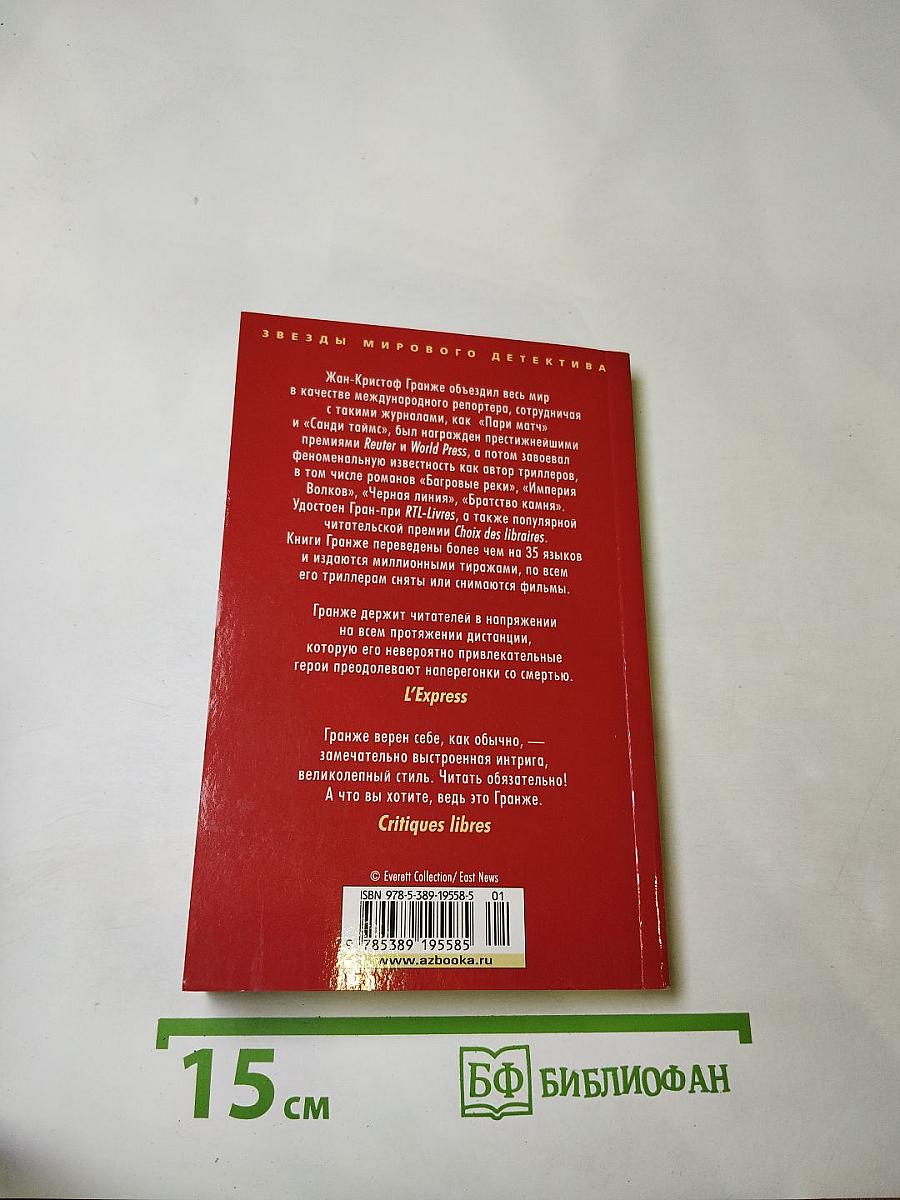 ЗВЕЗДЫ МИРОВОГО ДЕТЕКТИВА
Жан-Кристоф Гранже объездил весь мир
в качестве международного репортера, сотрудничая
с такими журналами, как «Пари матч»
и «Санди таймс», был награжден престижнейшими
премиями Reuter и World Press, а потом завоевал
феноменальную известность как автор триллеров,
в том числе романов «Багровые реки», «Империя
Волков», «Черная линия», «Братство камня».
Удостоен Гран-при RTL-Livres, а также популярной
читательской премии Choix des libraires.
Книги Гранже переведены более чем на 35 языков
и издаются миллионными тиражами, по всем
его триллерам сняты или снимаются фильмы.
Гранже держит читателей в напряжении
на всем протяжении дистанции,
которую его невероятно привлекательные
герои преодолевают наперегонки со смертью.
L'Express
Гранже верен себе, как обычно, —
замечательно выстроенная интрига,
великолепный стиль. Читать обязательно!
А что вы хотите, ведь это Гранже.
Critiques libres
© Everett Collection/ East News
ISBN 978-5-389-19558-5 01
9 785389 195585
www.azbooka.ru
15 см
БФ БИБЛИОФАН